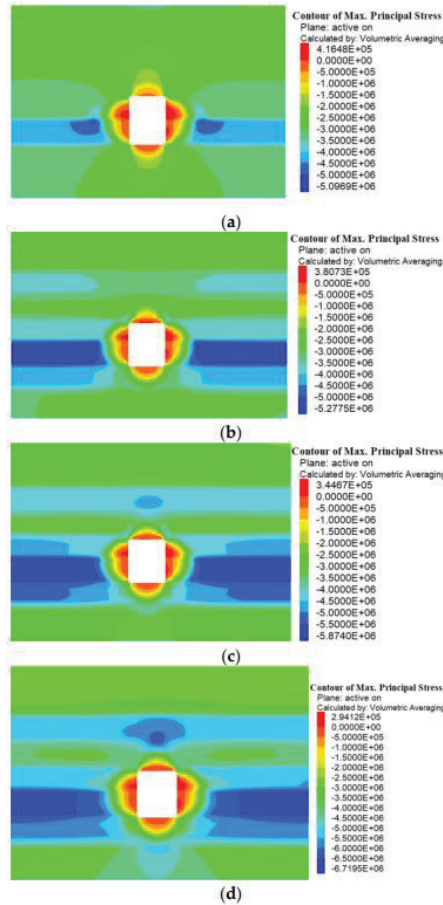 Contour of Max. Principal Stress
Plane: active on
Calculated by: Volumetric Averaging
4.1648E+05
0.0000E+00
-5.0000E+05
-1.0000E+06
-1.5000E+06
-2.0000E+06
-2.5000E+06
-3.0000E+06
-3.5000E+06
-4.0000E+06
-4.5000E+06
-5.0000E+06
-5.0969E+06
(a)
Contour of Max. Principal Stress
Plane: active on
Calculated by: Volumetric Averaging
3.8073E+05
0.0000E+00
-5.0000E+05
-1.0000E+06
-1.5000E+06
-2.0000E+06
-2.5000E+06
-3.0000E+06
-3.5000E+06
-4.0000E+06
-4.5000E+06
-5.0000E+06
-5.2775E+06
(b)
Contour of Max. Principal Stress
Plane: active on
Calculated by: Volumetric Averaging
3.4467E+05
0.0000E+00
-5.0000E+05
-1.0000E+06
-1.5000E+06
-2.0000E+06
-2.5000E+06
-3.0000E+06
-3.5000E+06
-4.0000E+06
-4.5000E+06
-5.0000E+06
-5.5000E+06
-5.8740E+06
(c)
Contour of Max. Principal Stress
Plane: active on
Calculated by: Volumetric Averaging
2.9412E+05
0.0000E+00
-5.0000E+05
-1.0000E+06
-1.5000E+06
-2.0000E+06
-2.5000E+06
-3.0000E+06
-3.5000E+06
-4.0000E+06
-4.5000E+06
-5.0000E+06
-5.5000E+06
-6.0000E+06
-6.5000E+06
-6.7195E+06
(d)